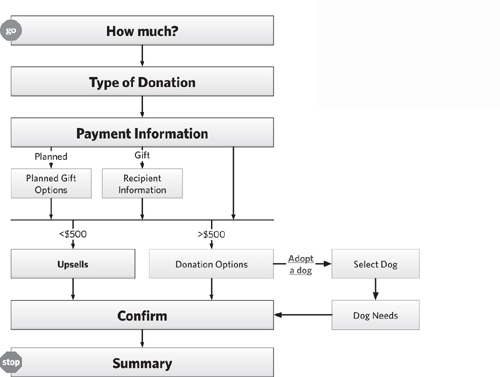 go
How much?
Type of Donation
Payment Information
Planned
Gift
Planned Gift
Options
Recipient
Information
<$500
>$500
Upsells
Donation Options
Adopt
a dog
Select Dog
Confirm
Dog Needs
stop
Summary